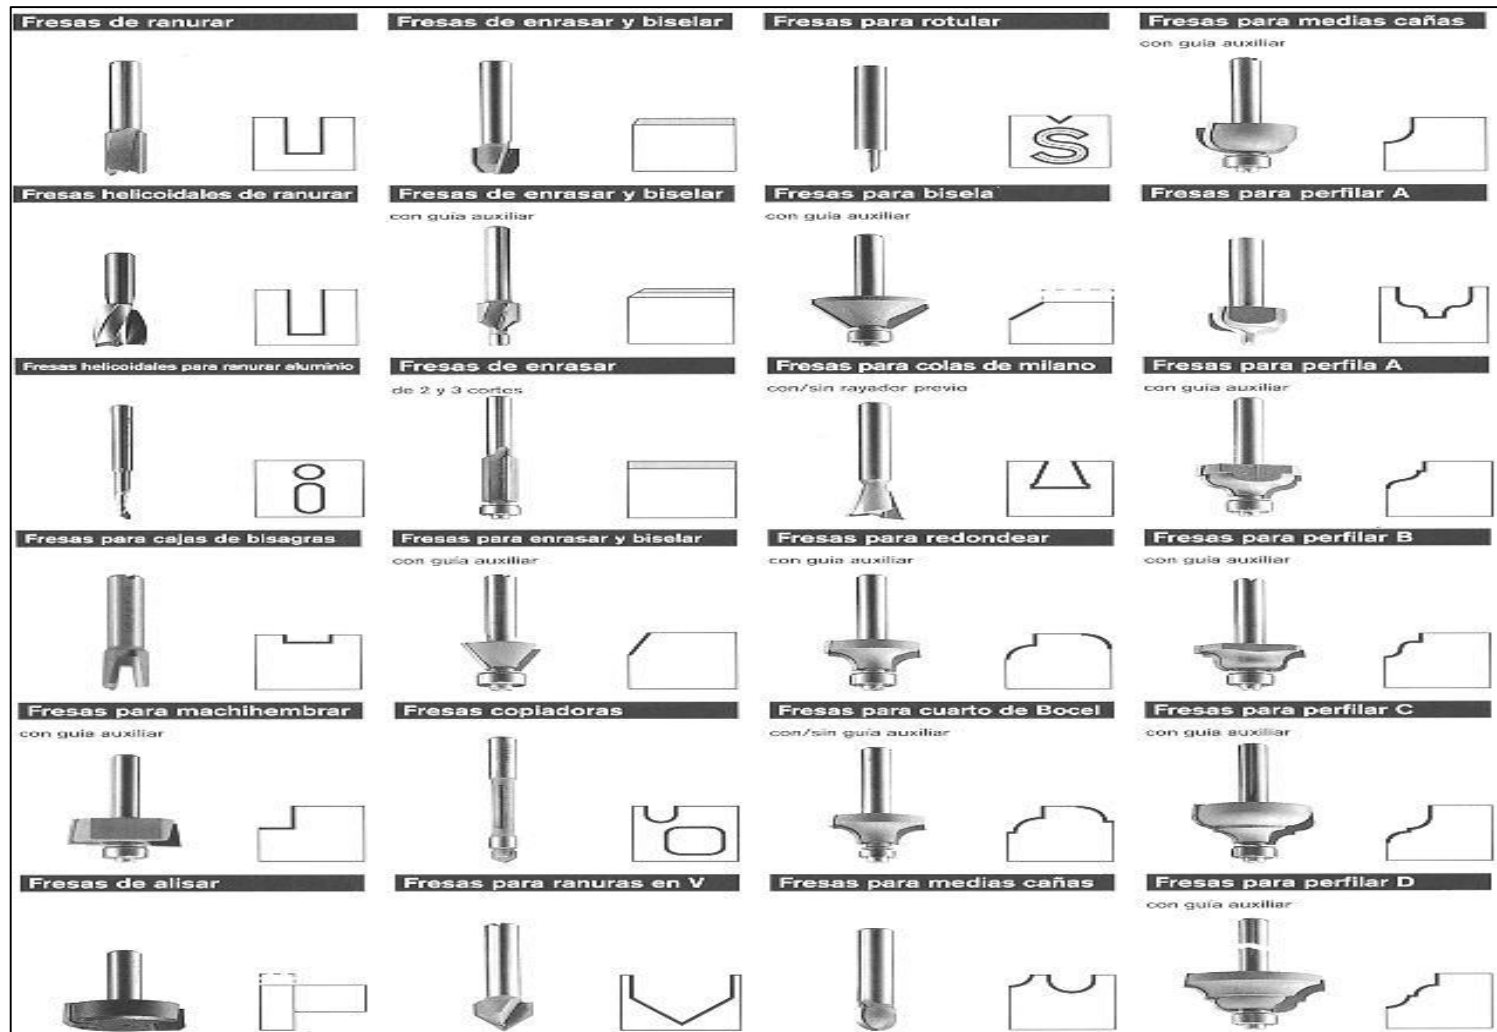 Fresas de ranurar
Fresas de enrasar y biselar
Fresas para rotular
Fresas para medias cañas
con guia auxiliar
S
Fresas helicoidales de ranurar
Fresas de enrasar y biselar
con guía auxiliar
Fresas para bisela
con guía auxiliar
Fresas para perfilar A
Fresas helicoidales para ranurar aluminio
Fresas de enrasar
de 2 y 3 cortes
Fresas para colas de milano
con/sin rayador previo
Fresas para perfila A
con guía auxiliar
Fresas para cajas de bisagras
Fresas para enrasar y biselar
con guía auxiliar
Fresas para redondear
con guía auxiliar
Fresas para perfilar B
con guía auxiliar
Fresas para machihembrar
con guía auxiliar
Fresas copiadoras
Fresas para cuarto de Bocel
con/sin guía auxiliar
Fresas para perfilar C
con guía auxiliar
Fresas de alisar
Fresas para ranuras en V
Fresas para medias cañas
Fresas para perfilar D
con guía auxiliar